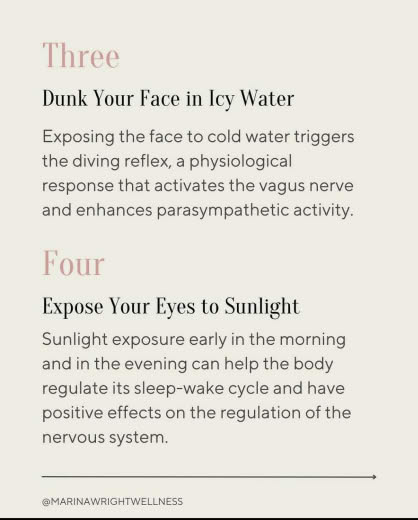 Three
Dunk Your Face in Icy Water
Exposing the face to cold water triggers
the diving reflex, a physiological
response that activates the vagus nerve
and enhances parasympathetic activity.
Four
Expose Your Eyes to Sunlight
Sunlight exposure early in the morning
and in the evening can help the body
regulate its sleep-wake cycle and have
positive effects on the regulation of the
nervous system.
@MARINAWRIGHTWELLNESS